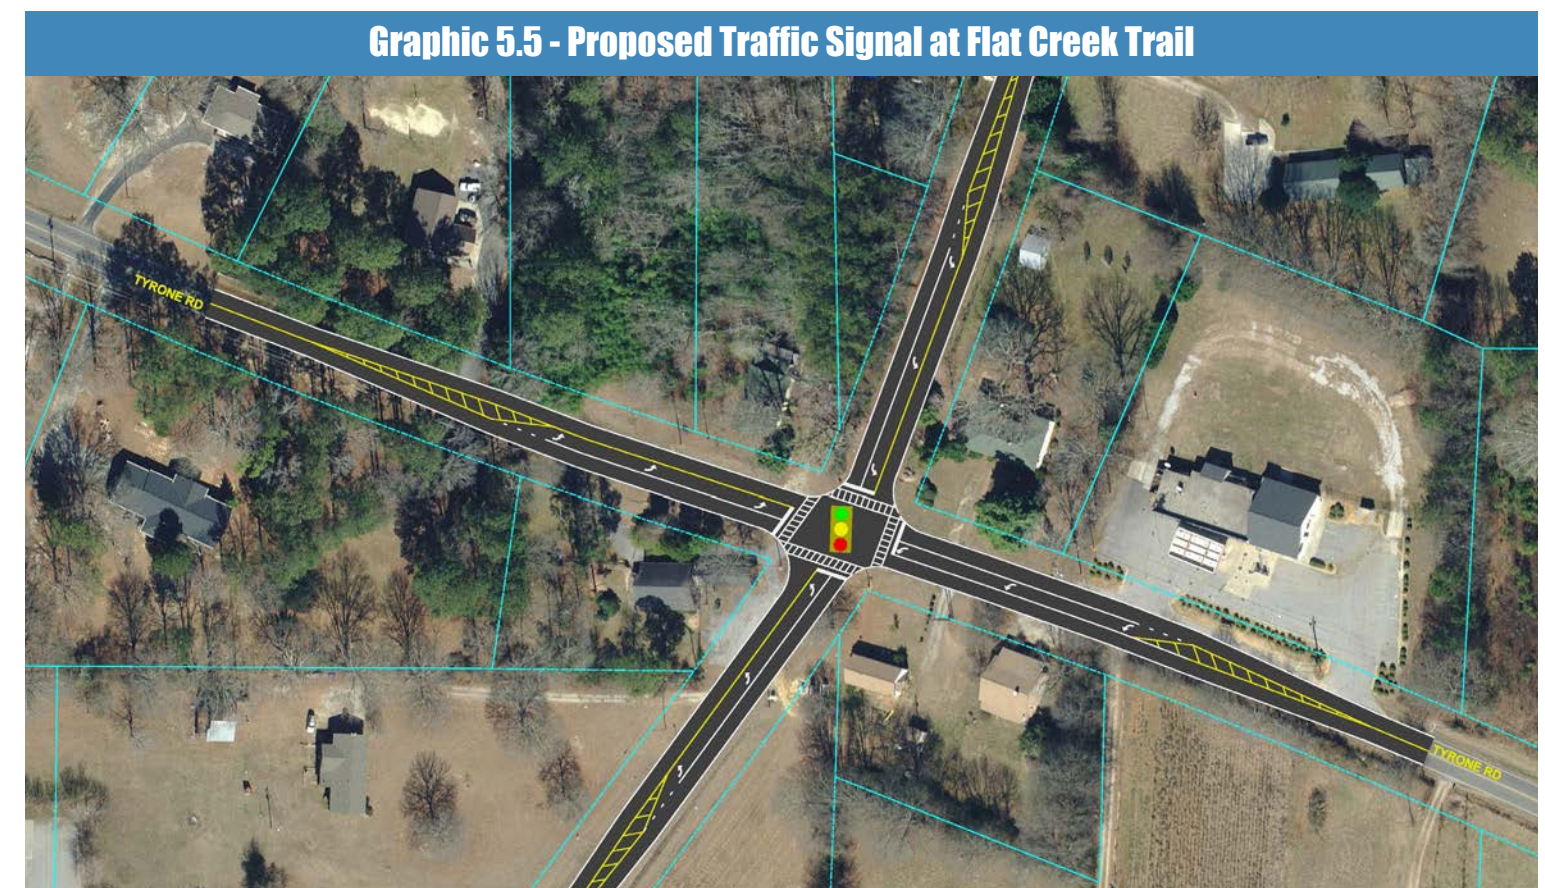 Graphic 5.5 - Proposed Traffic Signal at Flat Creek Trail
TYRONE RD
TYRONE RD